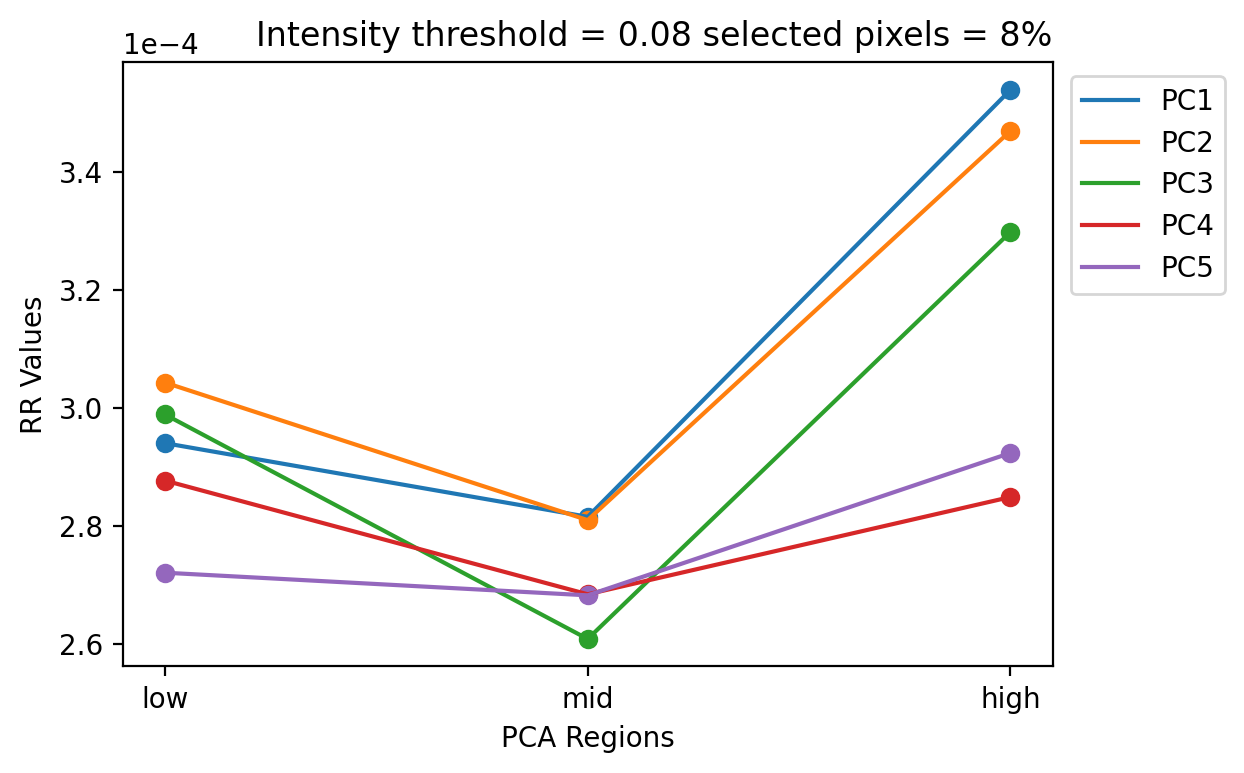 Intensity threshold = 0.08 selected pixels = 8%
1e−4
3.4
3.2
3.0
2.8
2.6
RR Values
low
mid
high
PCA Regions
PC1
PC2
PC3
PC4
PC5